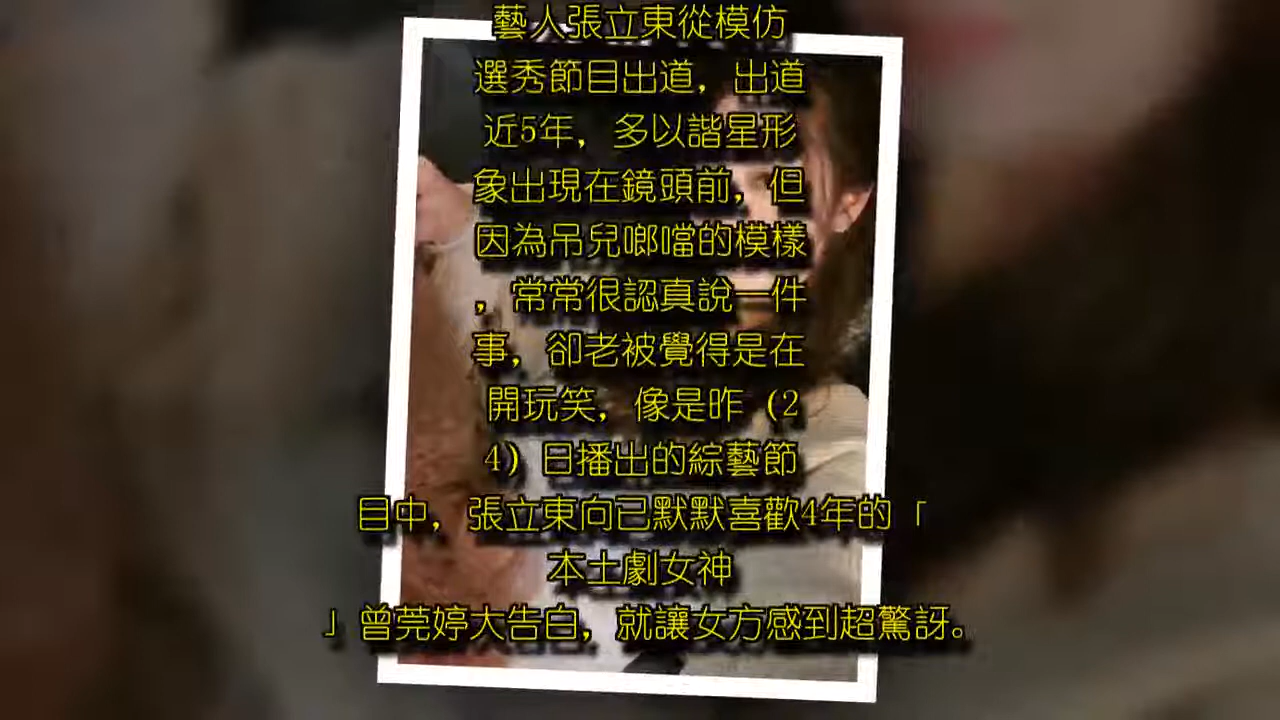 藝人張立東從模仿
選秀節目出道，出道
近5年，多以諧星形
象出現在鏡頭前，但
因為吊兒啷噹的模樣
，常常很認真說一件
事，卻老被覺得是在
開玩笑，像是昨（2
4）日播出的綜藝節
目中，張立東向已默默喜歡4年的「
本土劇女神
」曾莞婷大告白，就讓女方感到超驚訝。